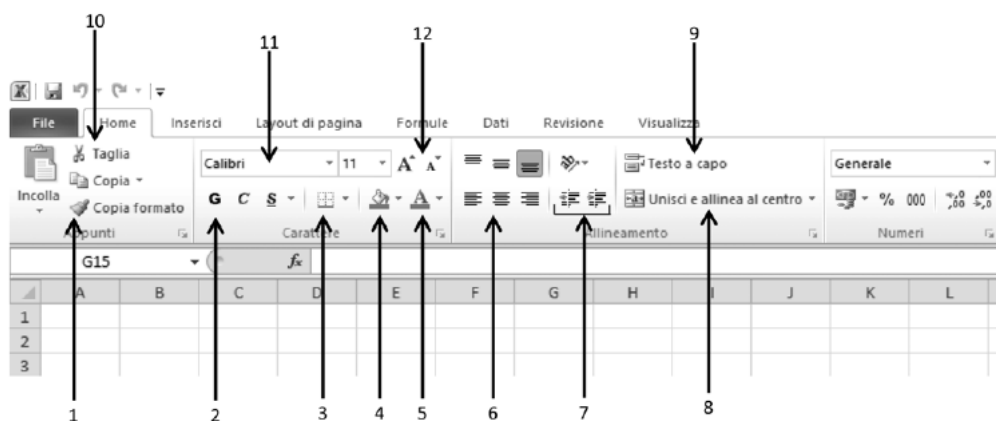 10 11 12 9
File Home Inserisci Layout di pagina Formule Dati Revisione Visualizza
Taglia
Copia
Copia formato
Incolla
Appunti
Calibri 11 A A
G C S A
Carattere
Testo a capo
Unisci e allinea al centro
Allineamento
Generale
% 000 ,00 ,00
Numeri
G15 fx
A B C D E F G H I J K L
1
2
3
1 2 3 4 5 6 7 8